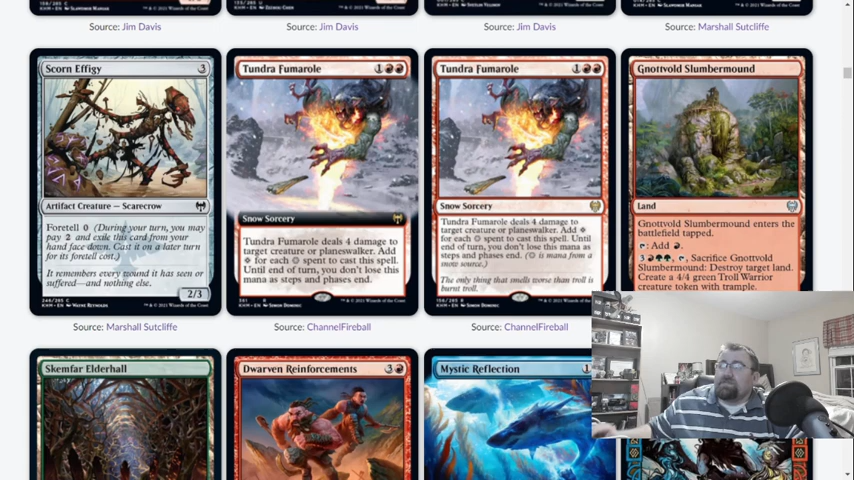 Source: Jim Davis
Source: Jim Davis
Source: Jim Davis
Source: Marshall Sutcliffe
Scorn Effigy 3
Artifact Creature — Scarecrow
Foretell 0 (During your turn, you may
pay 2 and exile this card from your
hand face down. Cast it on a later turn
for its foretell cost.)
It remembers every wound it has seen or
suffered—and nothing else.
2/3
Source: Marshall Sutcliffe
Tundra Fumarole 1
Snow Sorcery
Tundra Fumarole deals 4 damage to
target creature or planeswalker. Add
for each spent to cast this spell. Until
end of turn, you don't lose this
mana as steps and phases end.
Source: ChannelFireball
Tundra Fumarole 1
Snow Sorcery
Tundra Fumarole deals 4 damage to
target creature or planeswalker. Add
for each spent to cast this spell. Until
end of turn, you don't lose this mana as
steps and phases end. ( is mana from a
snow source.)
The only thing that smells worse than troll is
burnt troll.
Source: ChannelFireball
Gnottvold Slumbermound
Land
Gnottvold Slumbermound enters the
battlefield tapped.
: Add .
3 , , Sacrifice Gnottvold
Slumbermound: Destroy target land.
Create a 4/4 green Troll Warrior
creature token with trample.
Skemfar Elderhall
Dwarven Reinforcements 3
Mystic Reflection